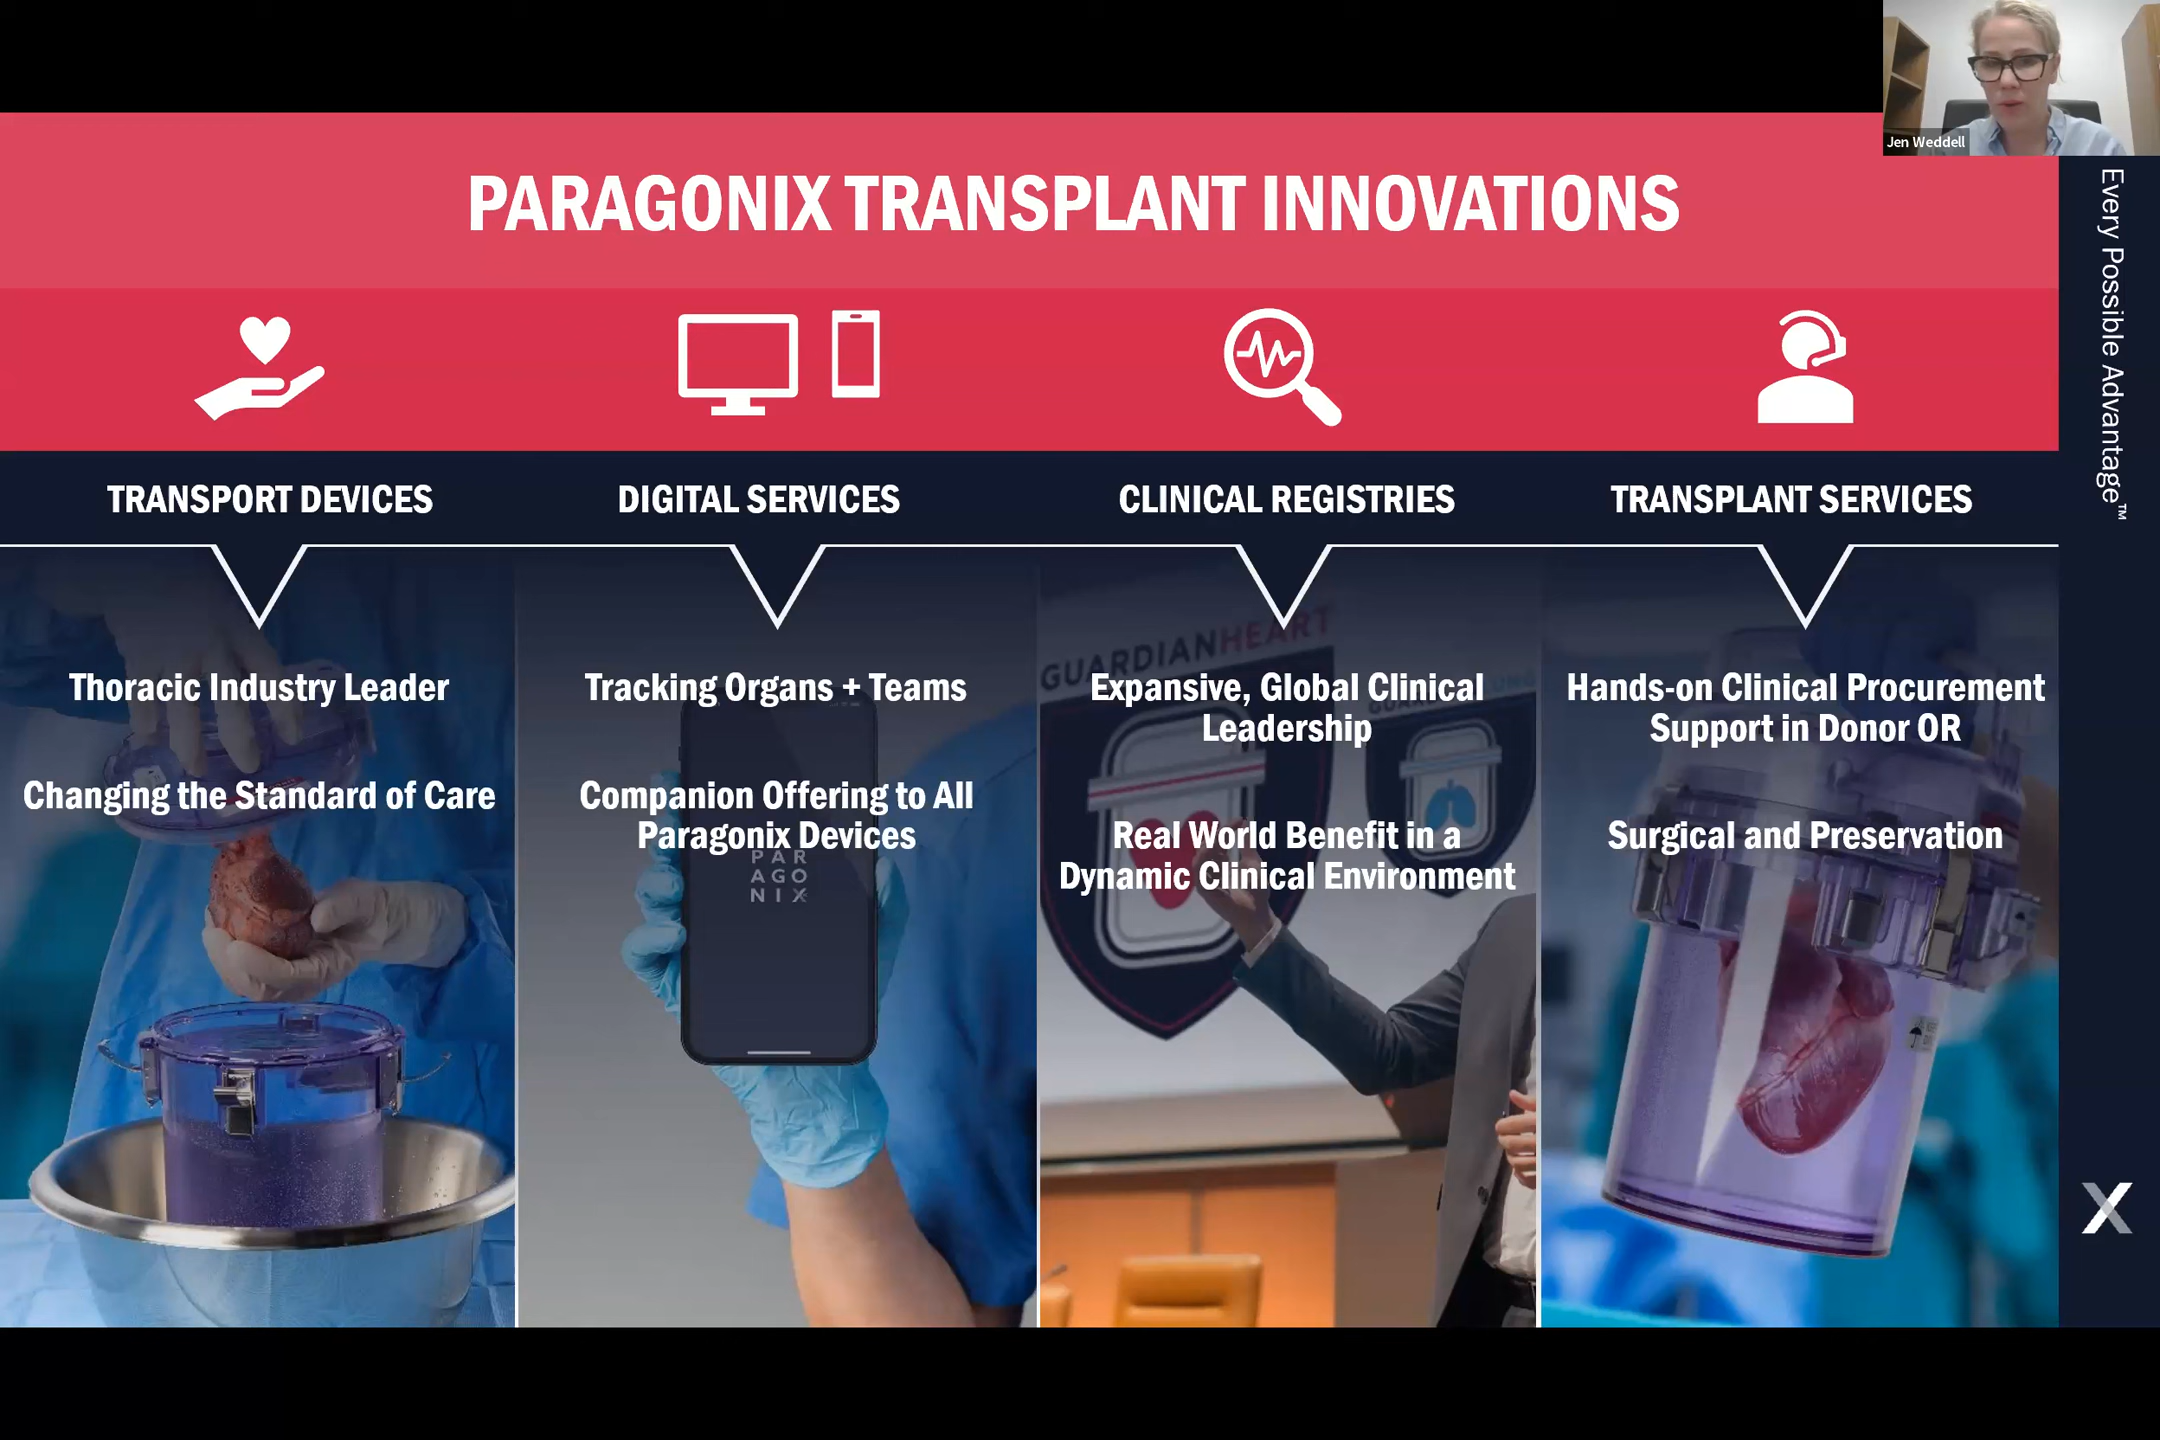 Jen Weddell
PARAGONIX TRANSPLANT INNOVATIONS
Every Possible Advantage™
TRANSPORT DEVICES
DIGITAL SERVICES
CLINICAL REGISTRIES
TRANSPLANT SERVICES
Thoracic Industry Leader
Changing the Standard of Care
Tracking Organs + Teams
Companion Offering to All
Paragonix Devices
PAR
AGO
NIX
GUARDIANHEART
Expansive, Global Clinical
Leadership
Real World Benefit in a
Dynamic Clinical Environment
Hands-on Clinical Procurement
Support in Donor OR
Surgical and Preservation
X